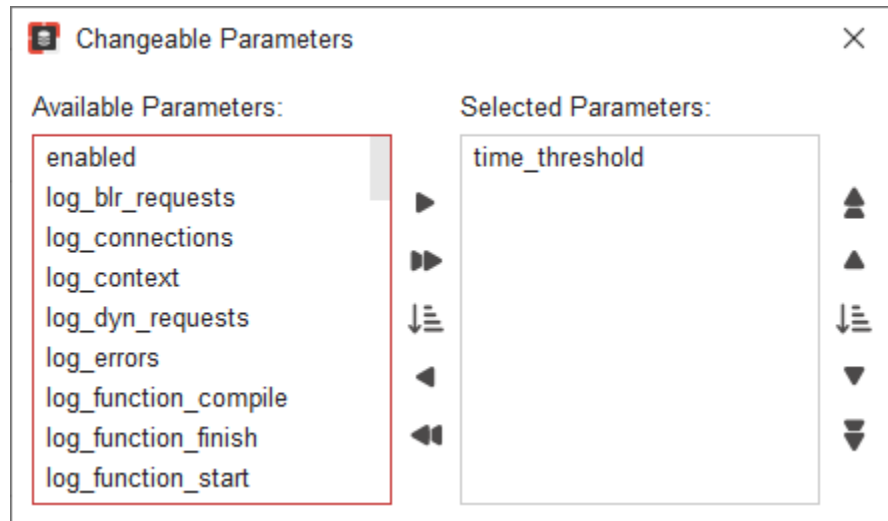 Changeable Parameters
Available Parameters:
enabled
log_blr_requests
log_connections
log_context
log_dyn_requests
log_errors
log_function_compile
log_function_finish
log_function_start
Selected Parameters:
time_threshold